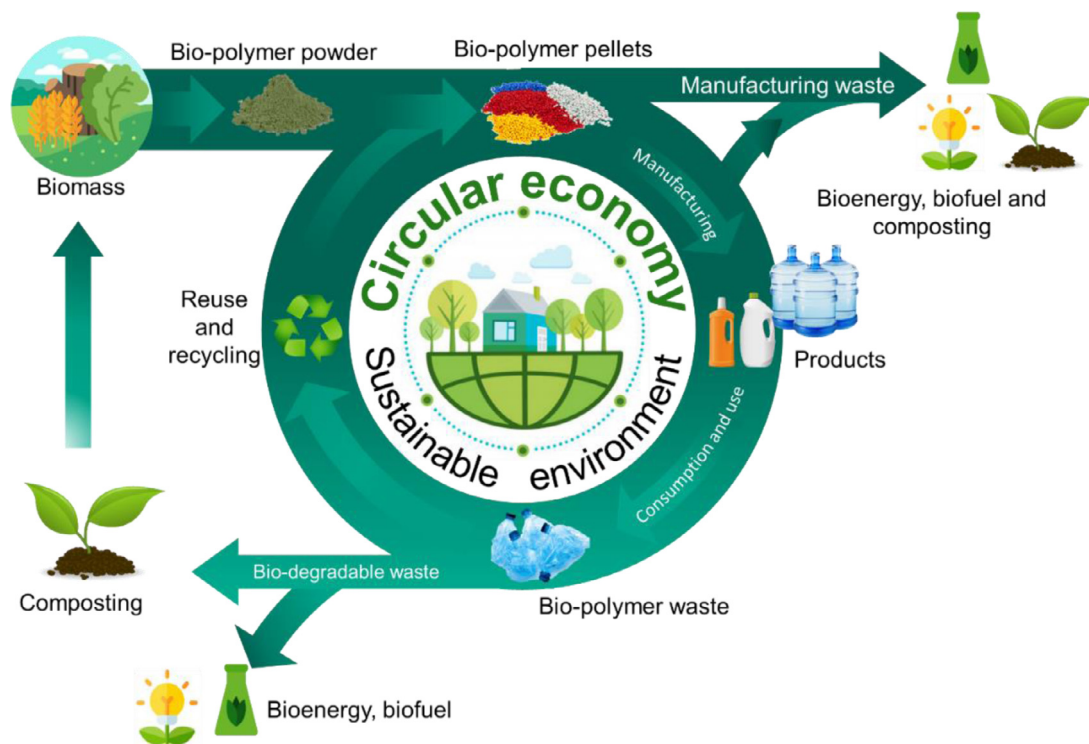 Bio-polymer powder
Bio-polymer pellets
Manufacturing waste
Biomass
Manufacturing
Bioenergy, biofuel and
composting
Circular economy
Sustainable environment
Reuse
and
recycling
Products
Consumption and use
Composting
Bio-degradable waste
Bio-polymer waste
Bioenergy, biofuel